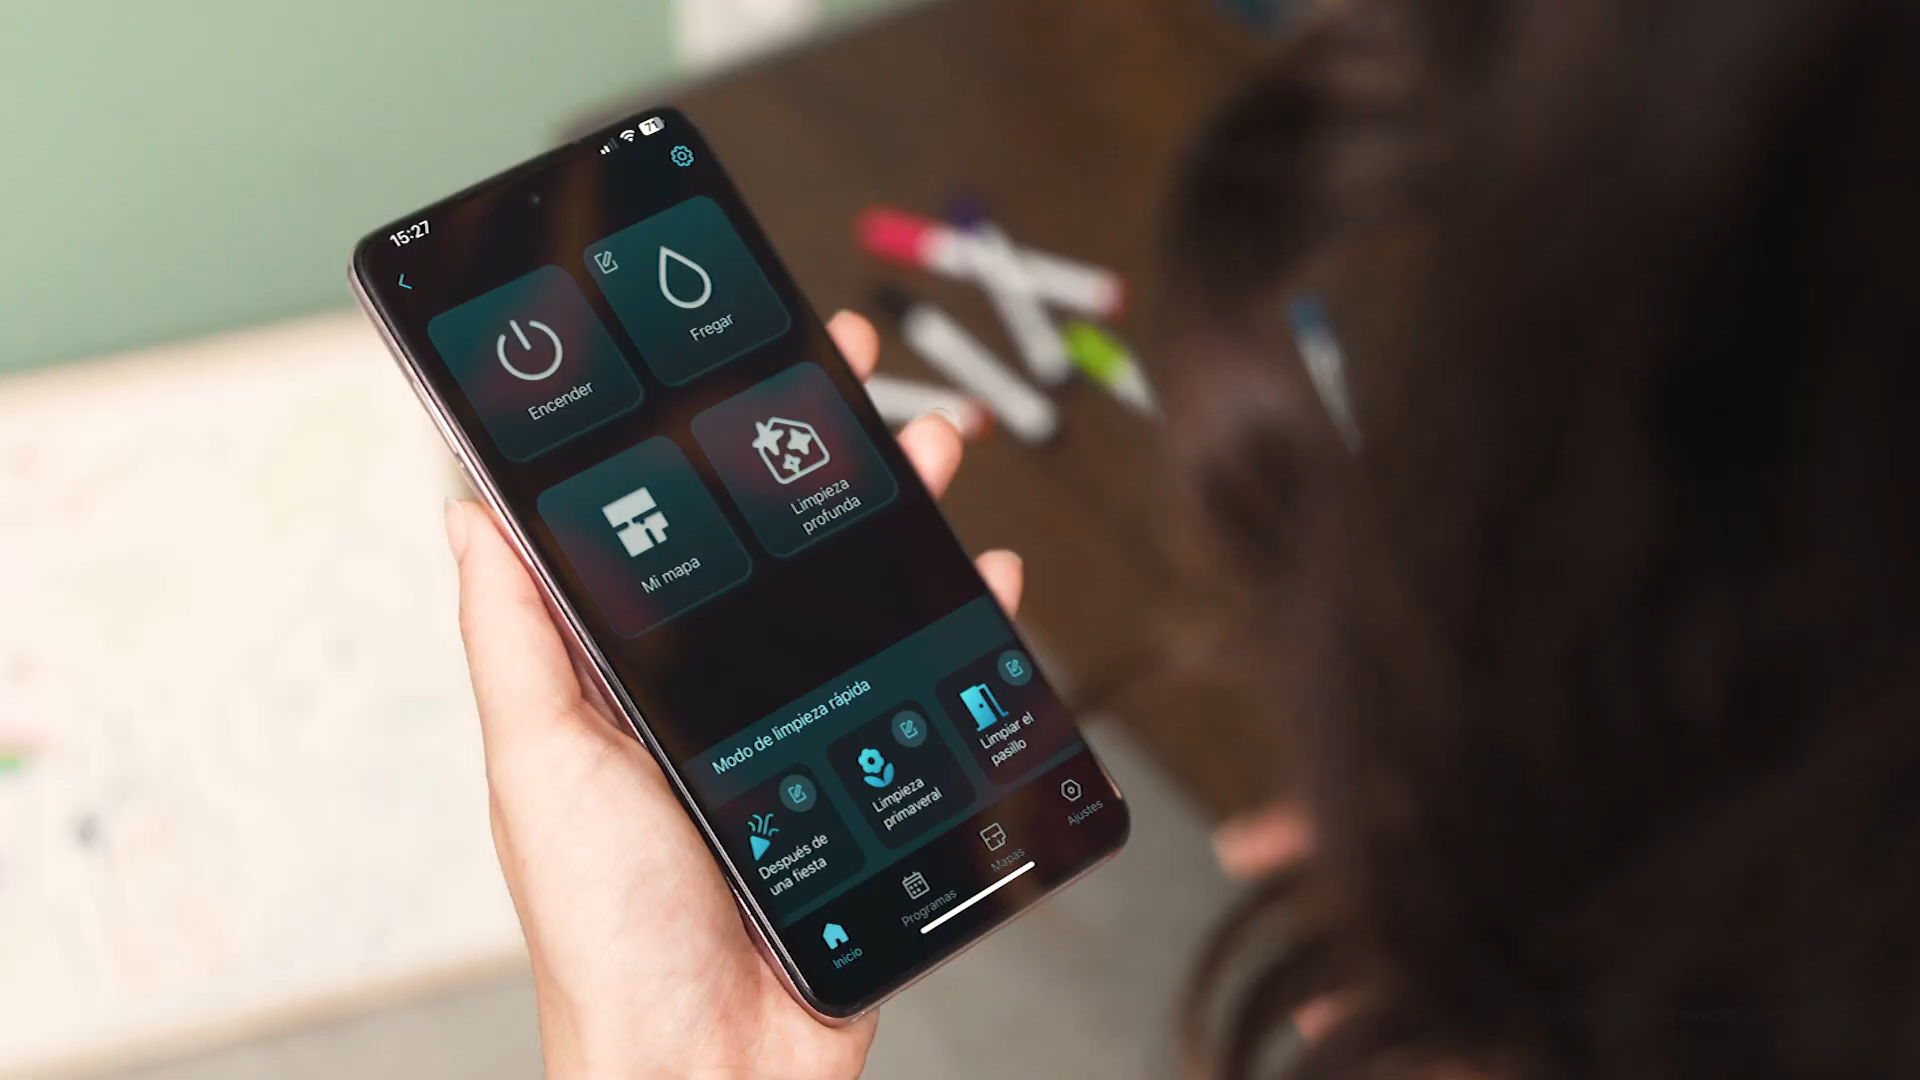 15:27
71
Encender
Fregar
Mi mapa
Limpieza
profunda
Modo de limpieza rápida
Después de
una fiesta
Limpieza
primaveral
Limpiar el
pasillo
Inicio
Programas
Mapas
Ajustes